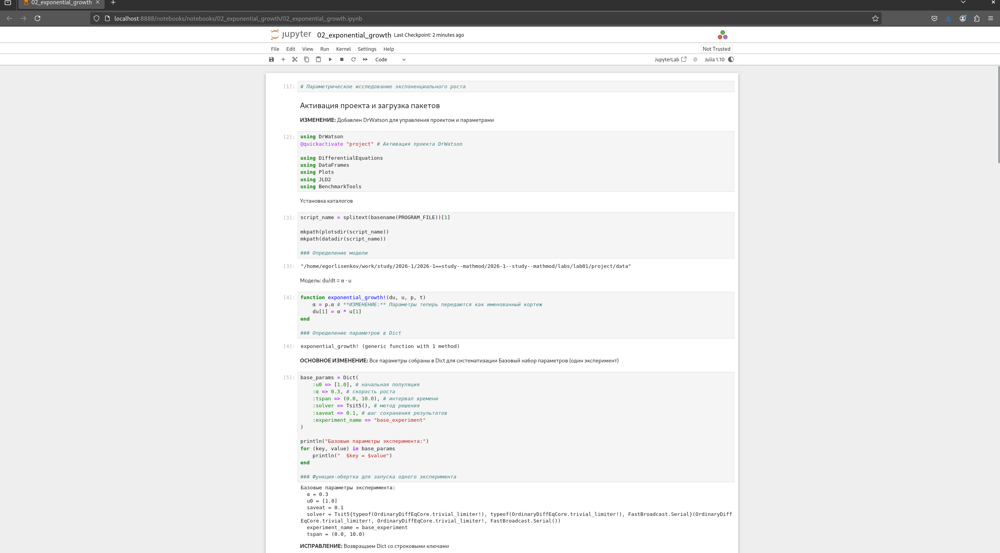 02_exponential_growth
localhost:8888/notebooks/notebooks/02_exponential_growth/02_exponential_growth.ipynb
jupyter 02_exponential_growth Last Checkpoint: 2 minutes ago
File Edit View Run Kernel Settings Help Not Trusted
Code JupyterLab Julia 1.10
[1]: # Параметрическое исследование экспоненциального роста
Активация проекта и загрузка пакетов
ИЗМЕНЕНИЕ: Добавлен DrWatson для управления проектом и параметрами
[2]: using DrWatson
@quickactivate "project" # Активация проекта DrWatson
using DifferentialEquations
using DataFrames
using Plots
using JLD2
using BenchmarkTools
Установка каталогов
[3]: script_name = splitext(basename(PROGRAM_FILE))[1]
mkpath(plotsdir(script_name))
mkpath(datadir(script_name))
### Определение модели
[3]: "/home/egorlisenkov/work/study/2026-1/2026-1==study--mathmod/2026-1--study--mathmod/labs/lab01/project/data"
Модель: du/dt = α · u
[4]: function exponential_growth!(du, u, p, t)
α = p.α # **ИЗМЕНЕНИЕ:** Параметры теперь передаются как именованный кортеж
du[1] = α * u[1]
end
### Определение параметров в Dict
[4]: exponential_growth! (generic function with 1 method)
ОСНОВНОЕ ИЗМЕНЕНИЕ: Все параметры собраны в Dict для систематизации Базовый набор параметров (один эксперимент)
[5]: base_params = Dict(
:u0 => [1.0], # начальная популяция
:α => 0.3, # скорость роста
:tspan => (0.0, 10.0), # интервал времени
:solver => Tsit5(), # метод решения
:saveat => 0.1, # шаг сохранения результатов
:experiment_name => "base_experiment"
)
println("Базовые параметры эксперимента:")
for (key, value) in base_params
println("  $key = $value")
end
### Функция-обертка для запуска одного эксперимента
Базовые параметры эксперимента:
α = 0.3
u0 = [1.0]
saveat = 0.1
solver = Tsit5{typeof(OrdinaryDiffEqCore.trivial_limiter!), typeof(OrdinaryDiffEqCore.trivial_limiter!), FastBroadcast.Serial}(OrdinaryDiff
EqCore.trivial_limiter!, OrdinaryDiffEqCore.trivial_limiter!, FastBroadcast.Serial())
experiment_name = base_experiment
tspan = (0.0, 10.0)
ИСПРАВЛЕНИЕ: Возвращаем Dict со строковыми ключами